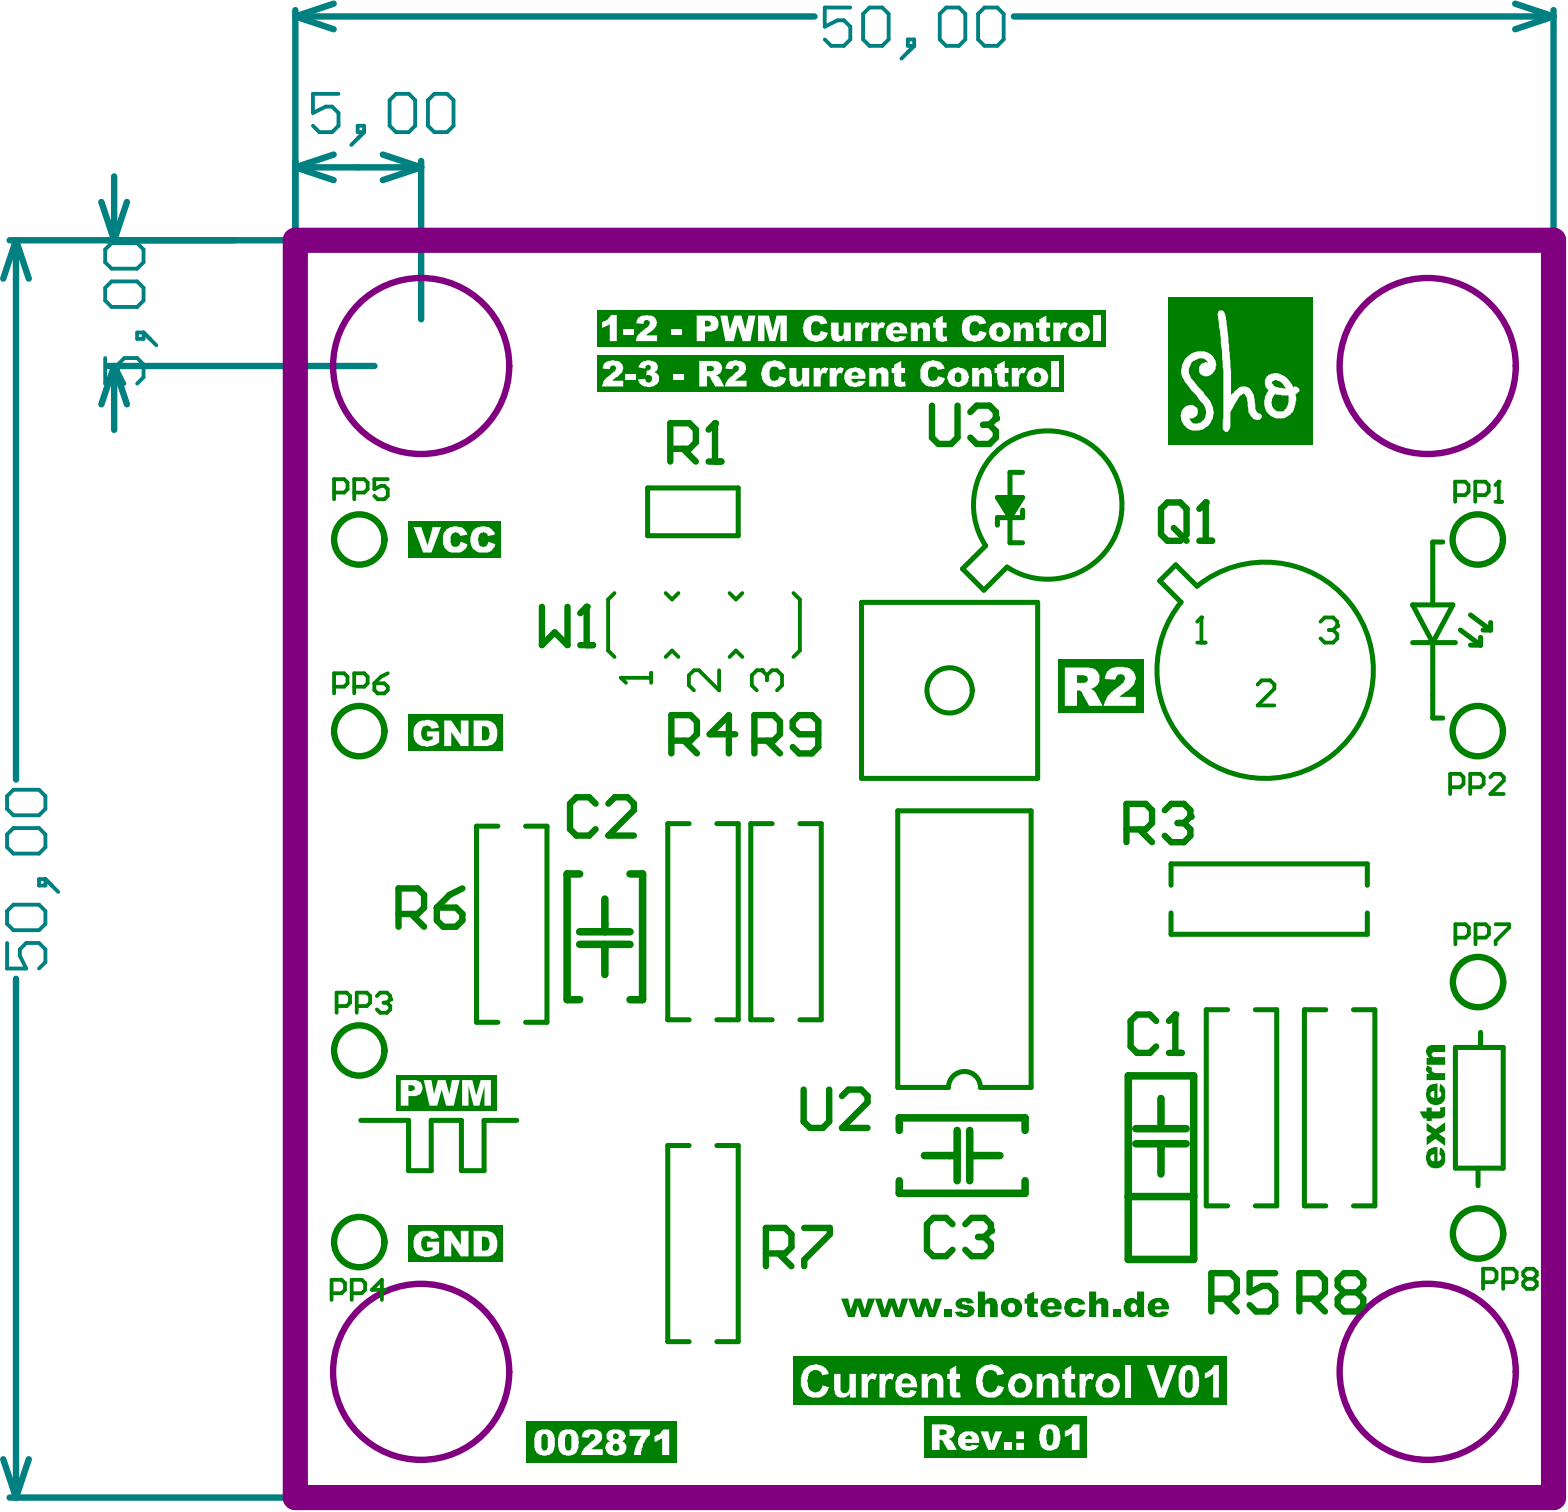 50,00
5,00
5,00
50,00
1-2 - PWM Current Control
2-3 - R2 Current Control
sho
U3
R1
PP5
VCC
Q1
PP1
W1
1 2 3
1 3
2
PP6
GND
R4 R9
R2
PP2
C2
R3
R6
PP7
PP3
C1
PWM
U2
extern
GND
C3
R7
PP4
PP8
R5 R8
www.shotech.de
Current Control V01
002871
Rev.: 01